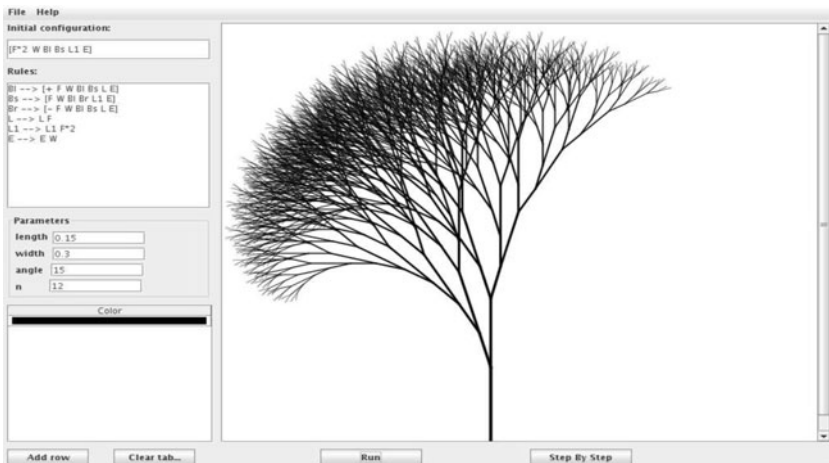 File Help
Initial configuration:
[F*2 W Bl Bs L1 E]
Rules:
Bl --> [+ F W Bl Bs L E]
Bs --> [F W Bl Br L1 E]
Br --> [- F W Bl Bs L E]
L --> L F
L1 --> L1 F*2
E --> E W
Parameters
length 0.15
width 0.3
angle 15
n 12
Color
Add row Clear tab... Run Step By Step